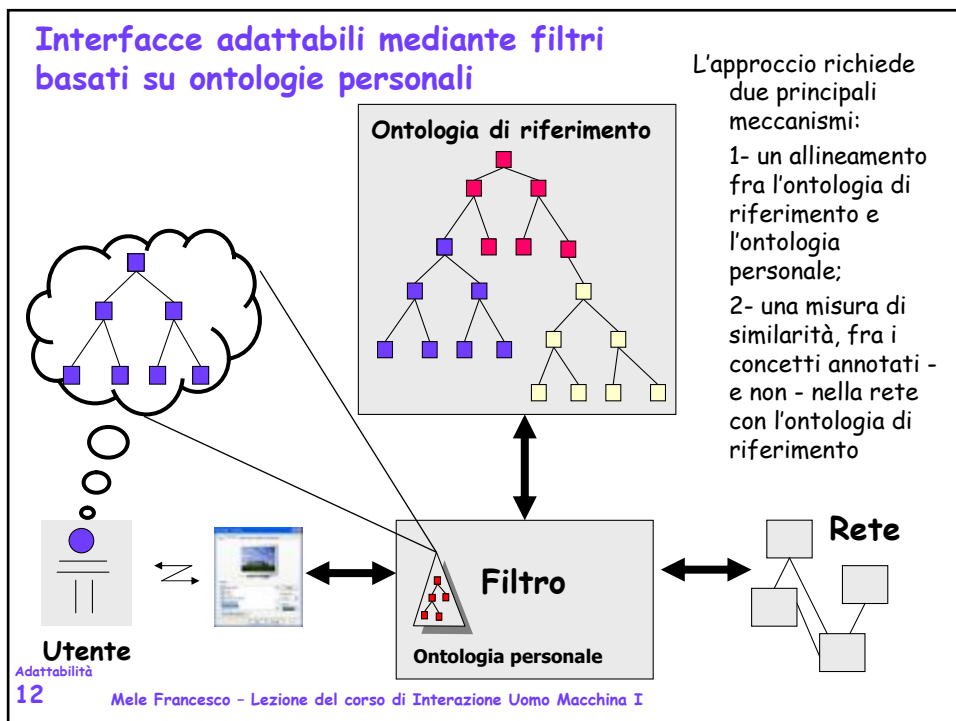 Interfacce adattabili mediante filtri
basati su ontologie personali
L'approccio richiede
due principali
meccanismi:
1- un allineamento
fra l'ontologia di
riferimento e
l'ontologia
personale;
2- una misura di
similarità, fra i
concetti annotati -
e non - nella rete
con l'ontologia di
riferimento
Ontologia di riferimento
Rete
Filtro
Utente
Ontologia personale
Adattabilità
12
Mele Francesco – Lezione del corso di Interazione Uomo Macchina I